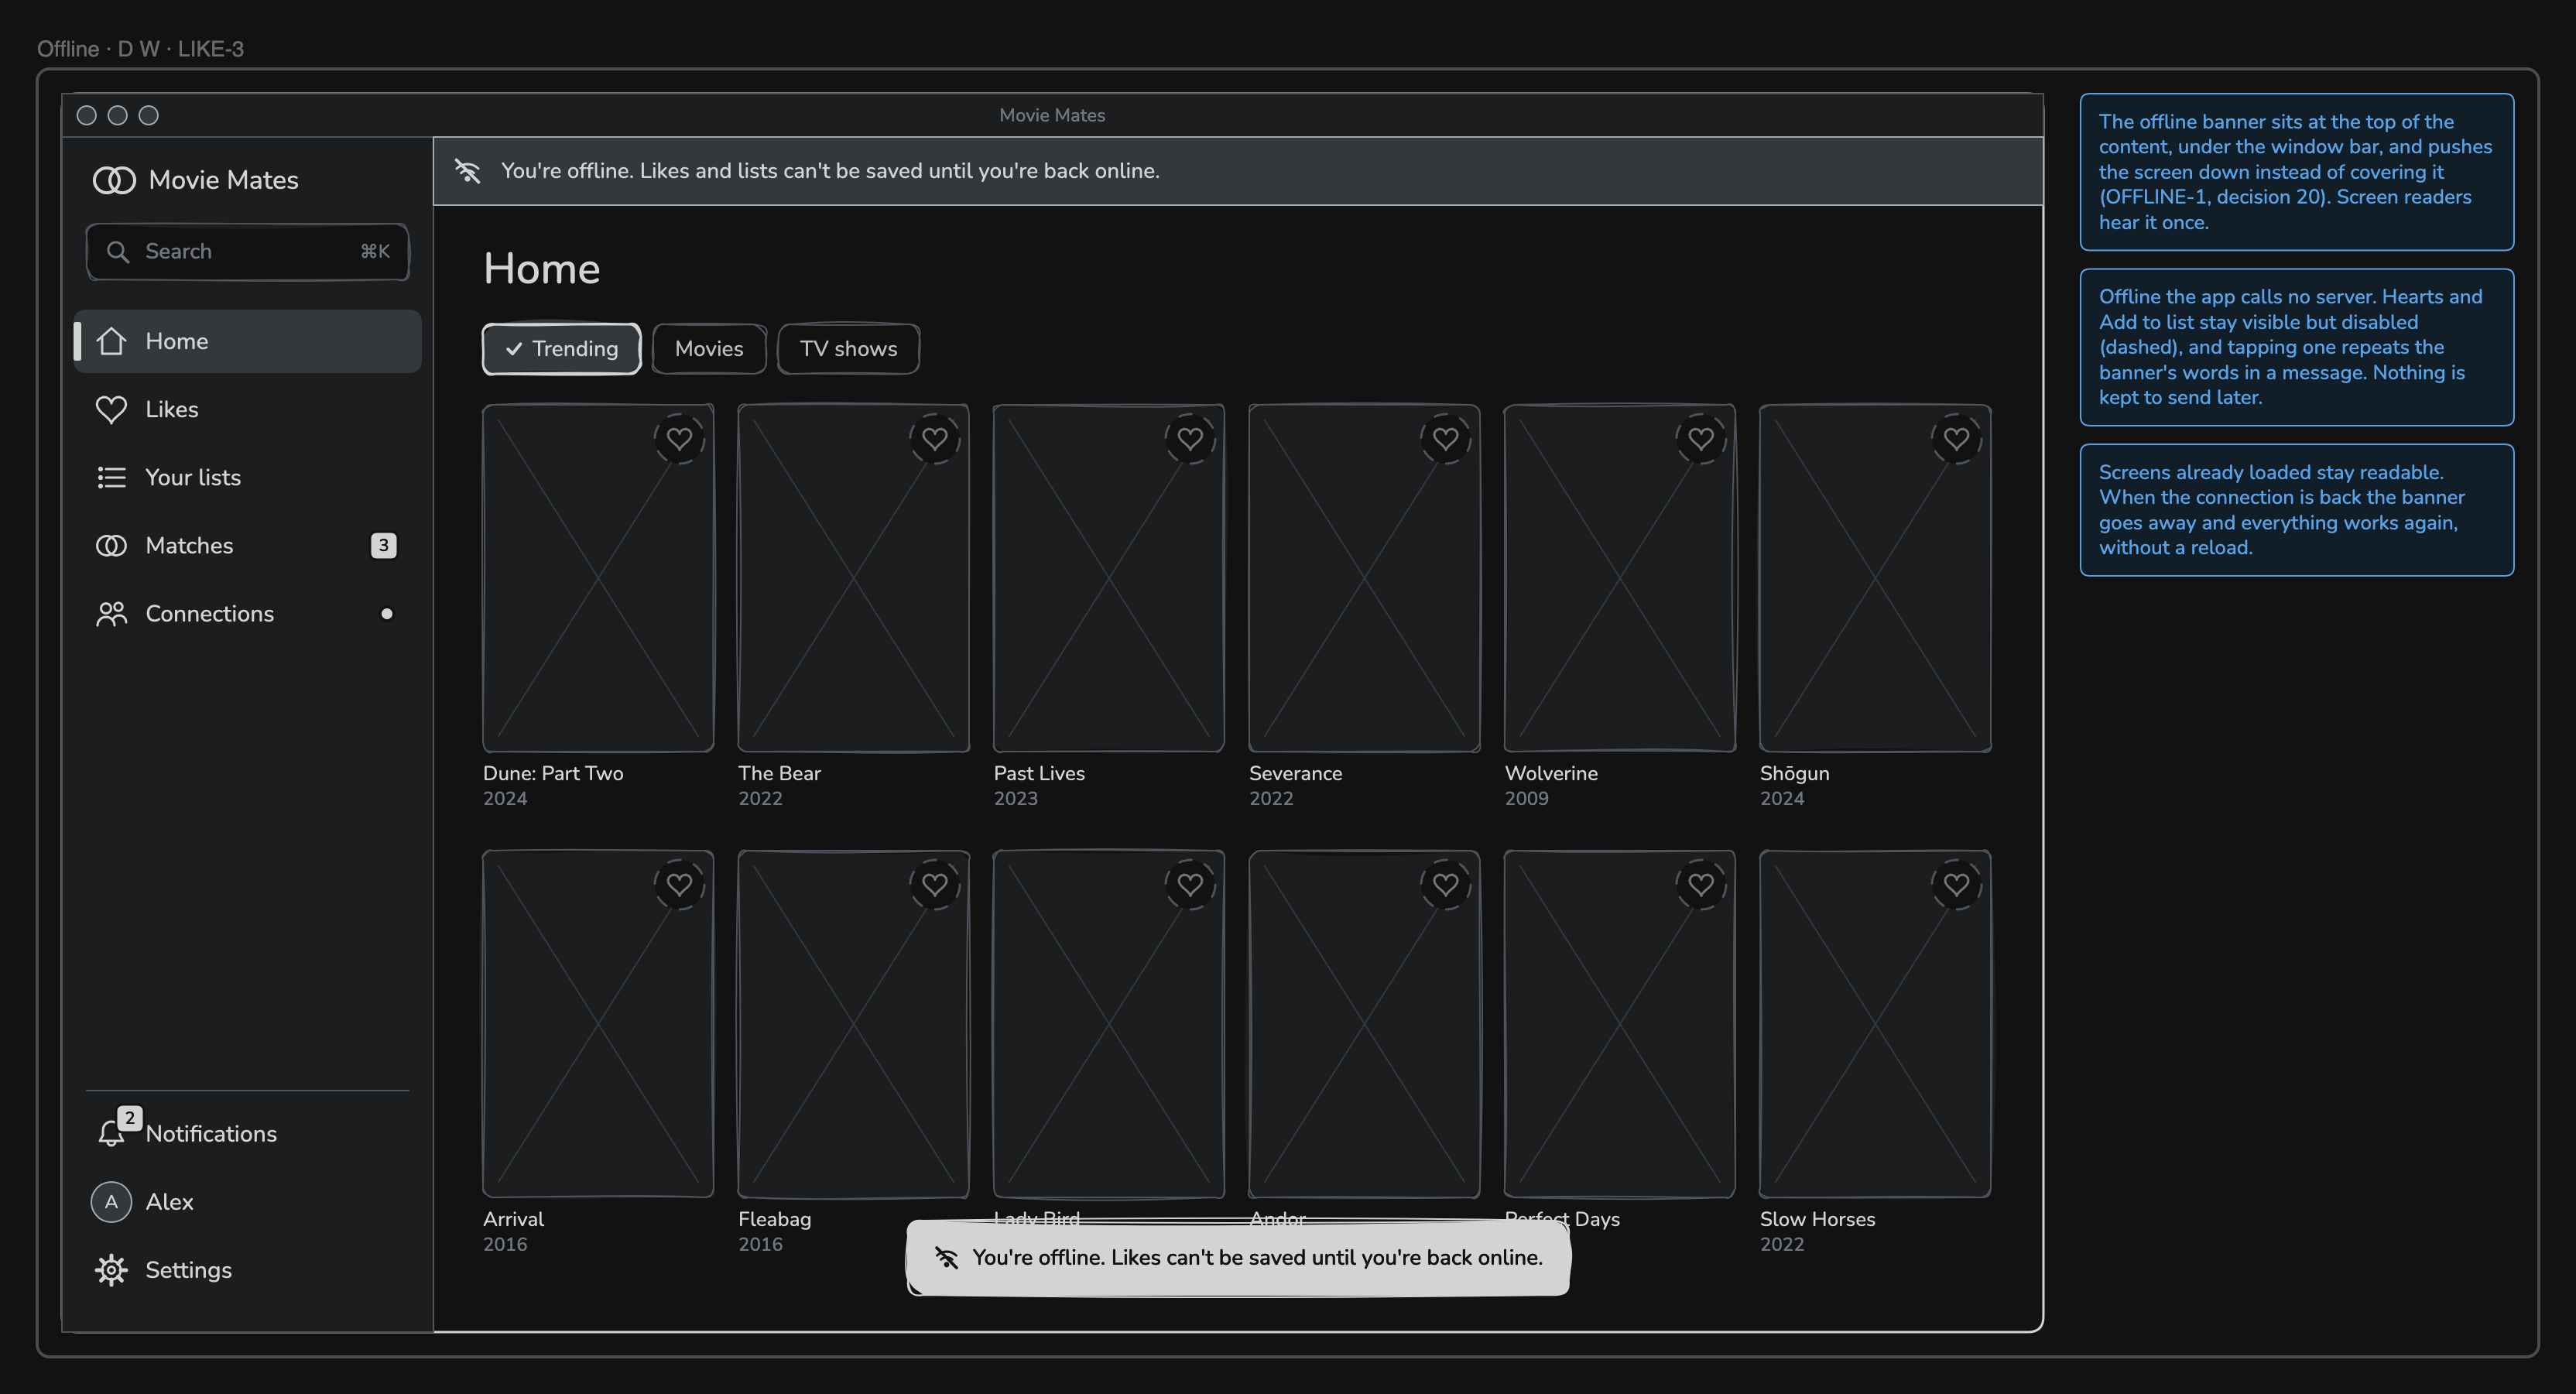 Offline · D W · LIKE-3
Movie Mates
Movie Mates
Search ⌘K
Home
Likes
Your lists
Matches 3
Connections
2
Notifications
A Alex
Settings
You're offline. Likes and lists can't be saved until you're back online.
Home
Trending Movies TV shows
Dune: Part Two The Bear Past Lives Severance Wolverine Shōgun
2024 2022 2023 2022 2009 2024
Arrival Fleabag Lady Bird Andor Perfect Days Slow Horses
2016 2016 2022
You're offline. Likes can't be saved until you're back online.
The offline banner sits at the top of the
content, under the window bar, and pushes
the screen down instead of covering it
(OFFLINE-1, decision 20). Screen readers
hear it once.
Offline the app calls no server. Hearts and
Add to list stay visible but disabled
(dashed), and tapping one repeats the
banner's words in a message. Nothing is
kept to send later.
Screens already loaded stay readable.
When the connection is back the banner
goes away and everything works again,
without a reload.